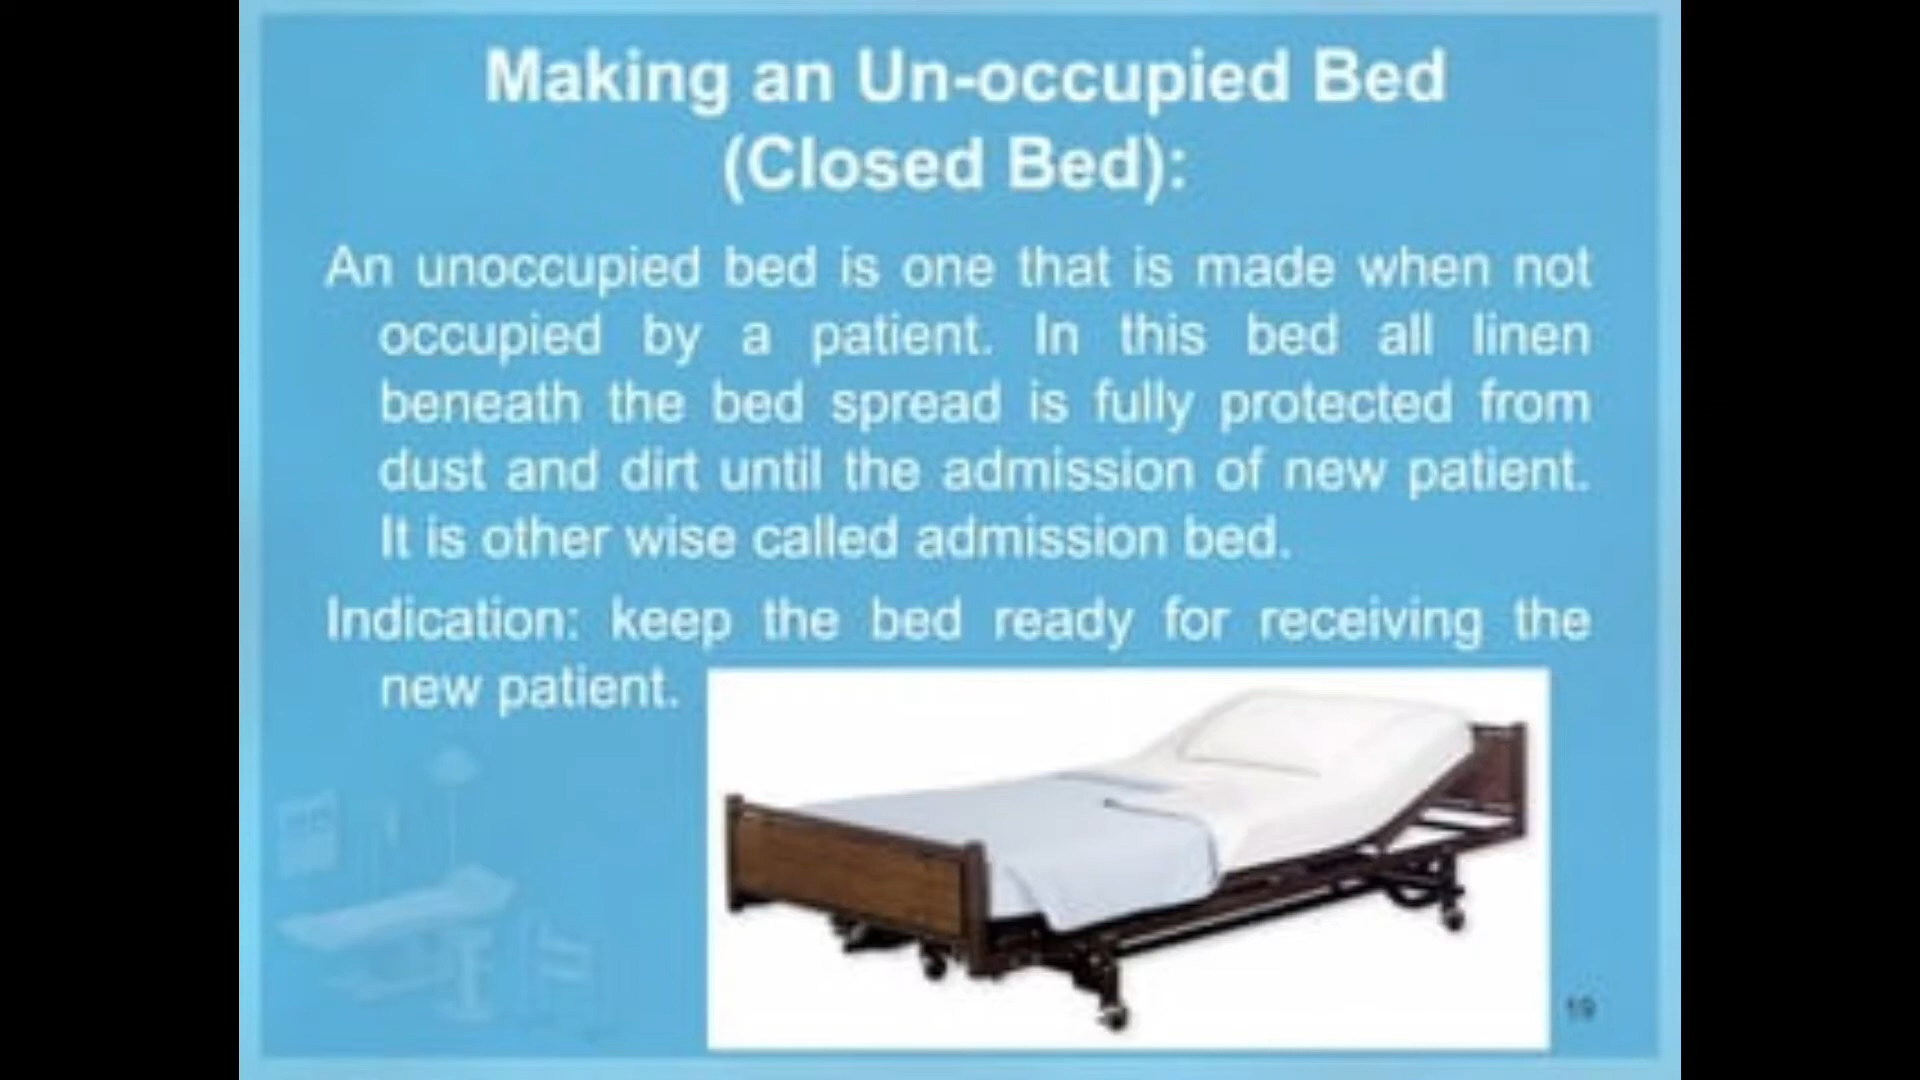 Making an Un-occupied Bed
(Closed Bed):
An unoccupied bed is one that is made when not
occupied by a patient. In this bed all linen
beneath the bed spread is fully protected from
dust and dirt until the admission of new patient.
It is other wise called admission bed.
Indication: keep the bed ready for receiving the
new patient.
19